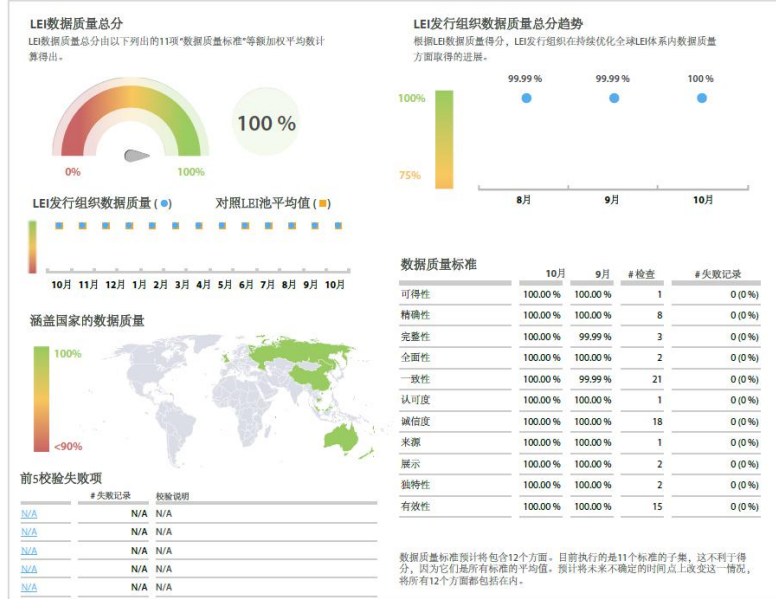 LEI数据质量总分
LEI数据质量总分由以下列出的11项“数据质量标准”等额加权平均数计
算得出。
100 %
0%
100%
LEI发行组织数据质量 ( )
对照LEI池平均值 ( )
10月 11月 12月 1月 2月 3月 4月 5月 6月 7月 8月 9月 10月
涵盖国家的数据质量
100%
<90%
前5校验失败项
# 失败记录 校验说明
N/A N/A N/A
N/A N/A N/A
N/A N/A N/A
N/A N/A N/A
N/A N/A N/A
LEI发行组织数据质量总分趋势
根据LEI数据质量得分，LEI发行组织在持续优化全球LEI体系内数据质量
方面取得的进展。
99.99 % 99.99 % 100 %
100%
75%
8月 9月 10月
数据质量标准 10月 9月 # 检查 # 失败记录
可得性 100.00 % 100.00 % 1 0 (0 %)
精确性 100.00 % 100.00 % 8 0 (0 %)
完整性 100.00 % 99.99 % 3 0 (0 %)
全面性 100.00 % 100.00 % 2 0 (0 %)
一致性 100.00 % 99.99 % 21 0 (0 %)
认可度 100.00 % 100.00 % 1 0 (0 %)
诚信度 100.00 % 100.00 % 18 0 (0 %)
来源 100.00 % 100.00 % 1 0 (0 %)
展示 100.00 % 100.00 % 2 0 (0 %)
独特性 100.00 % 100.00 % 2 0 (0 %)
有效性 100.00 % 100.00 % 15 0 (0 %)
数据质量标准预计将包含12个方面。目前执行的是11个标准的子集，这不利于得
分，因为它们是所有标准的平均值。预计将未来不确定的时间点上改变这一情况，
将所有12个方面都包括在内。